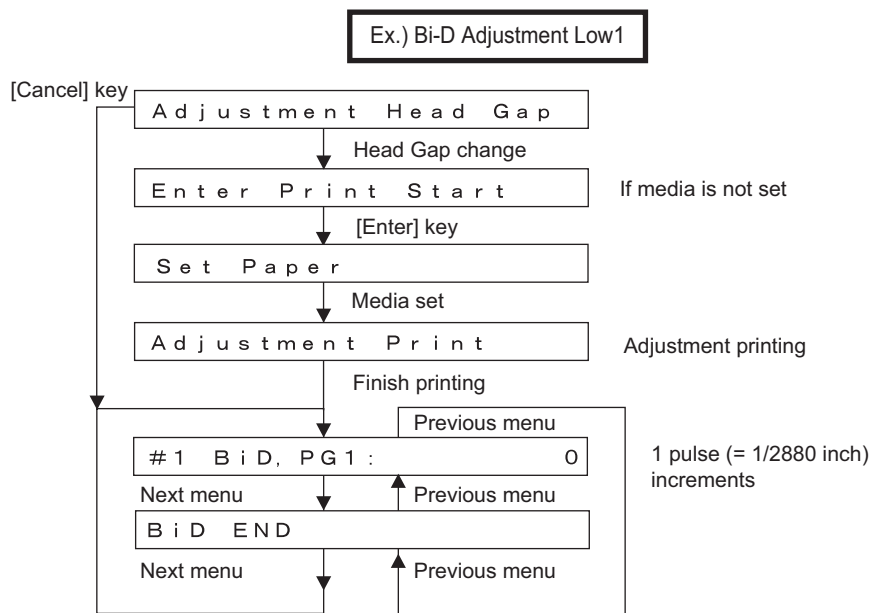 Ex.) Bi-D Adjustment Low1
[Cancel] key
Adjustment Head Gap
Head Gap change
Enter Print Start
If media is not set
[Enter] key
Set Paper
Media set
Adjustment Print
Adjustment printing
Finish printing
Previous menu
#1 BiD, PG1: 0
1 pulse (= 1/2880 inch)
increments
Next menu
Previous menu
BiD END
Next menu
Previous menu